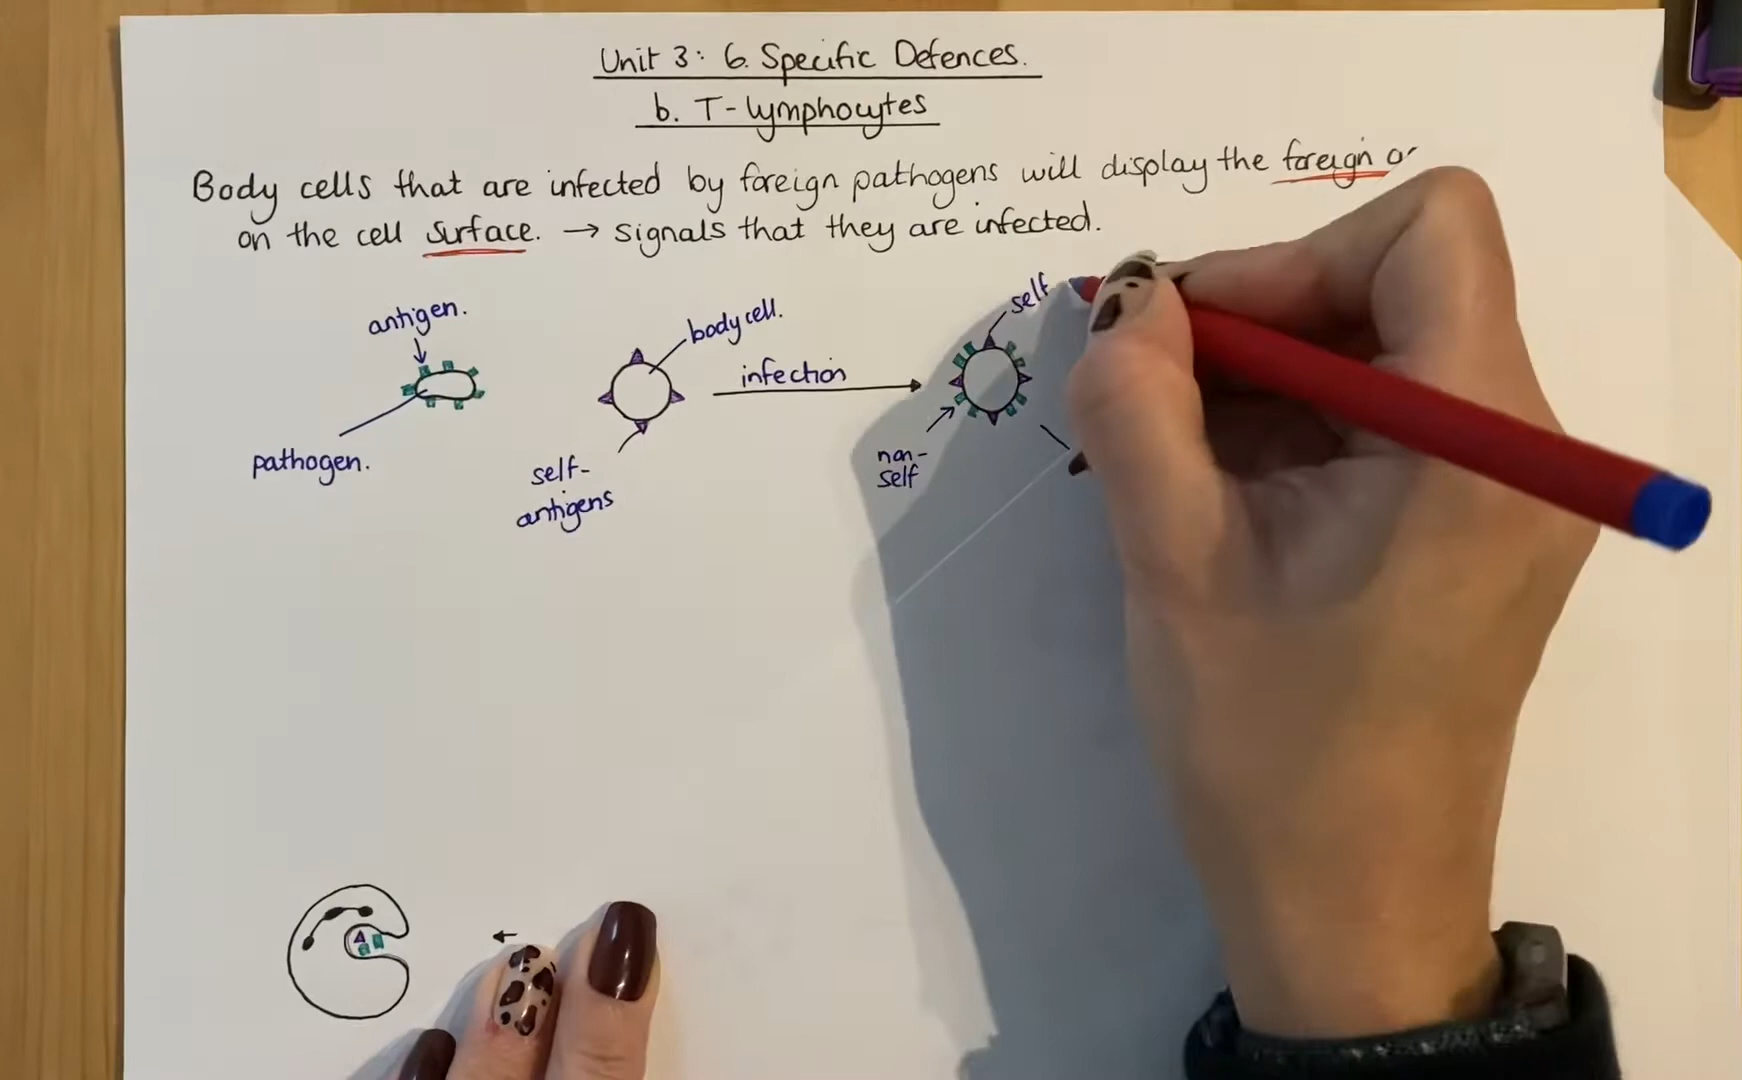 Unit 3: 6. Specific Defences.
b. T-lymphocytes
Body cells that are infected by foreign pathogens will display the foreign
on the cell surface. → signals that they are infected.
antigen.
pathogen.
body cell.
self-
antigens
infection
self
non-
self